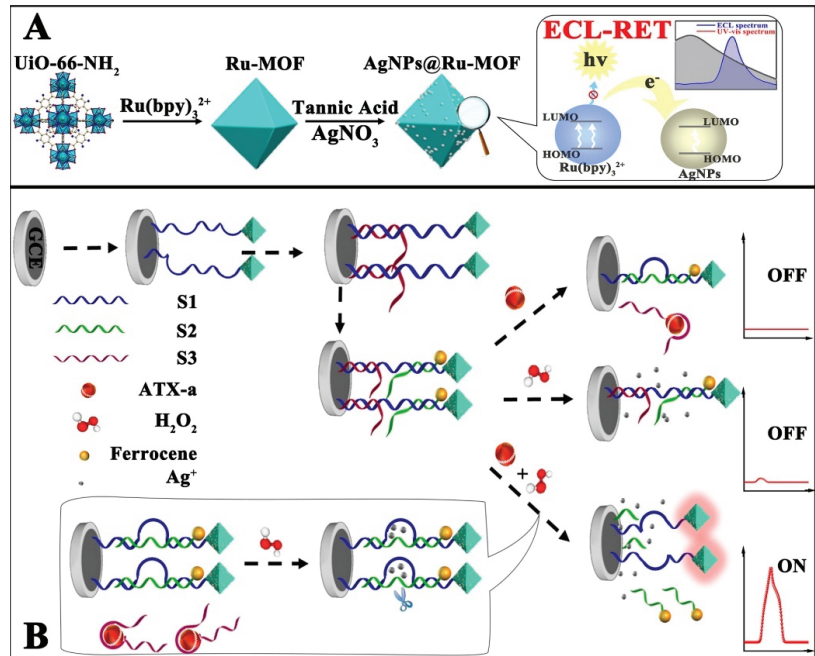 A
UiO-66-NH2
Ru(bpy)3 2+
Ru-MOF
Tannic Acid
AgNO3
AgNPs@Ru-MOF
ECL-RET
hν
e-
ECL spectrum
UV-vis spectrum
LUMO
HOMO
Ru(bpy)3 2+
LUMO
HOMO
AgNPs
GCE
S1
S2
S3
ATX-a
H2O2
Ferrocene
Ag+
+
OFF
OFF
ON
B